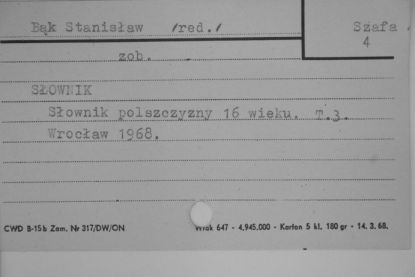 Bąk Stanisław /red./ Szafa
4
zob.
SŁOWNIK
Słownik polszczyzny 16 wieku. T.3.
Wrocław 1968.
CWD B-15b Zam. Nr 317/DW/ON Wrak 647 - 4.945.000 - Karton 5 kl. 180 gr - 14. 3. 68.